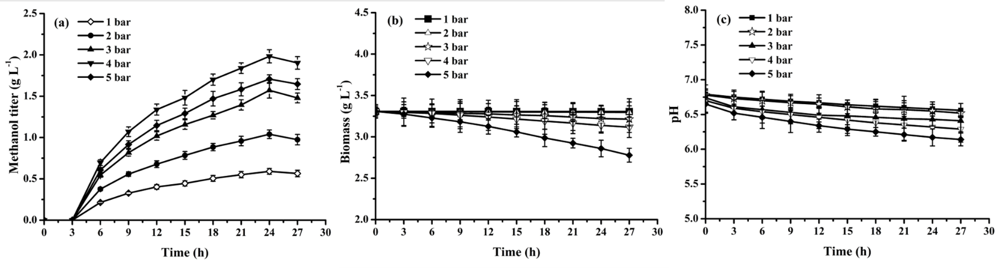 (a)
1 bar
2 bar
3 bar
4 bar
5 bar
Methanol titer (g L⁻¹)
2.5
2.0
1.5
1.0
0.5
0.0
0 3 6 9 12 15 18 21 24 27 30
Time (h)
(b)
1 bar
2 bar
3 bar
4 bar
5 bar
Biomass (g L⁻¹)
4.5
4.0
3.5
3.0
2.5
2.0
0 3 6 9 12 15 18 21 24 27 30
Time (h)
(c)
1 bar
2 bar
3 bar
4 bar
5 bar
pH
8.0
7.5
7.0
6.5
6.0
5.5
5.0
0 3 6 9 12 15 18 21 24 27 30
Time (h)